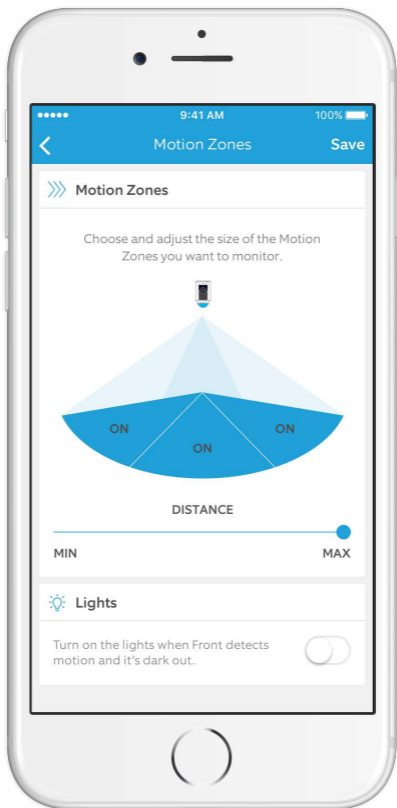 9:41 AM
100%
Motion Zones
Save
Motion Zones
Choose and adjust the size of the Motion
Zones you want to monitor.
ON
ON
ON
DISTANCE
MIN
MAX
Lights
Turn on the lights when Front detects
motion and it's dark out.